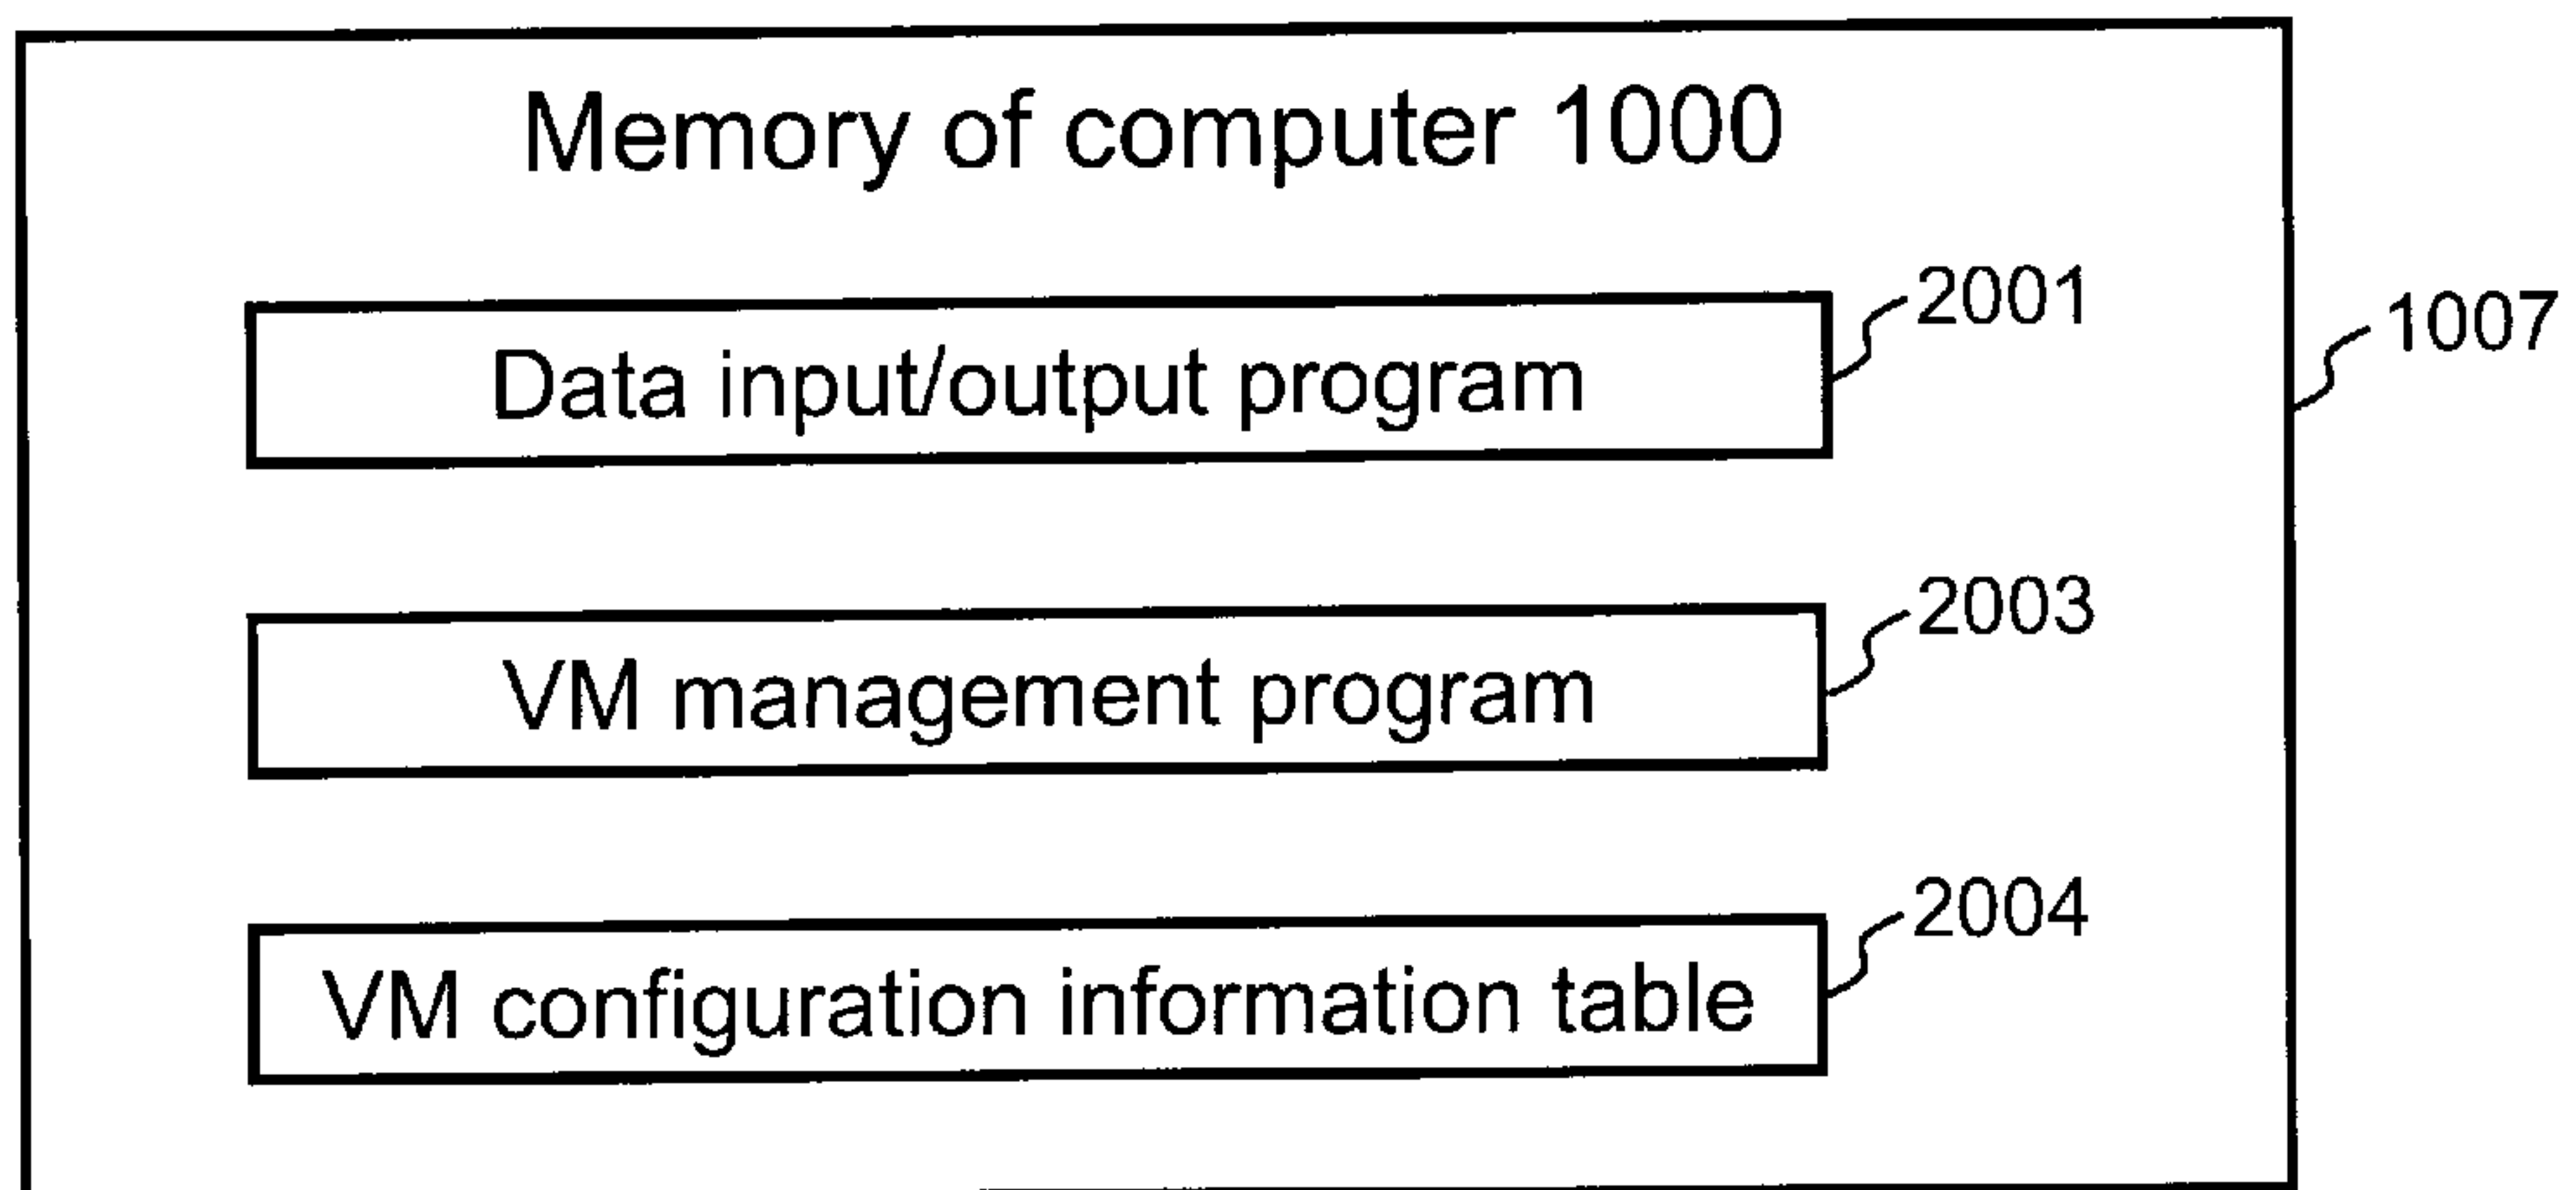 Memory of computer 1000
2001
1007
Data input/output program
2003
VM management program
2004
VM configuration information table